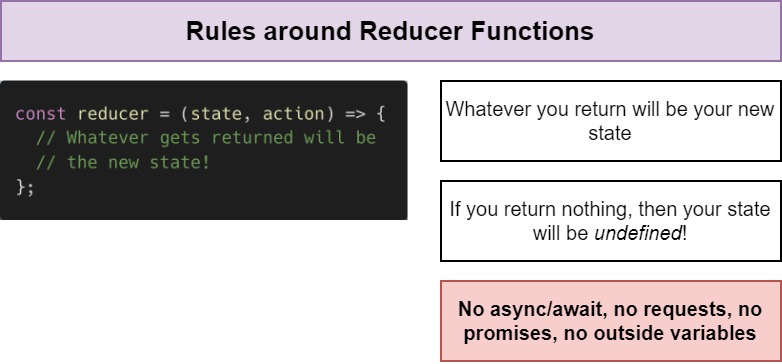 Rules around Reducer Functions
const reducer = (state, action) => {
  // Whatever gets returned will be
  // the new state!
};
Whatever you return will be your new
state
If you return nothing, then your state
will be undefined!
No async/await, no requests, no
promises, no outside variables